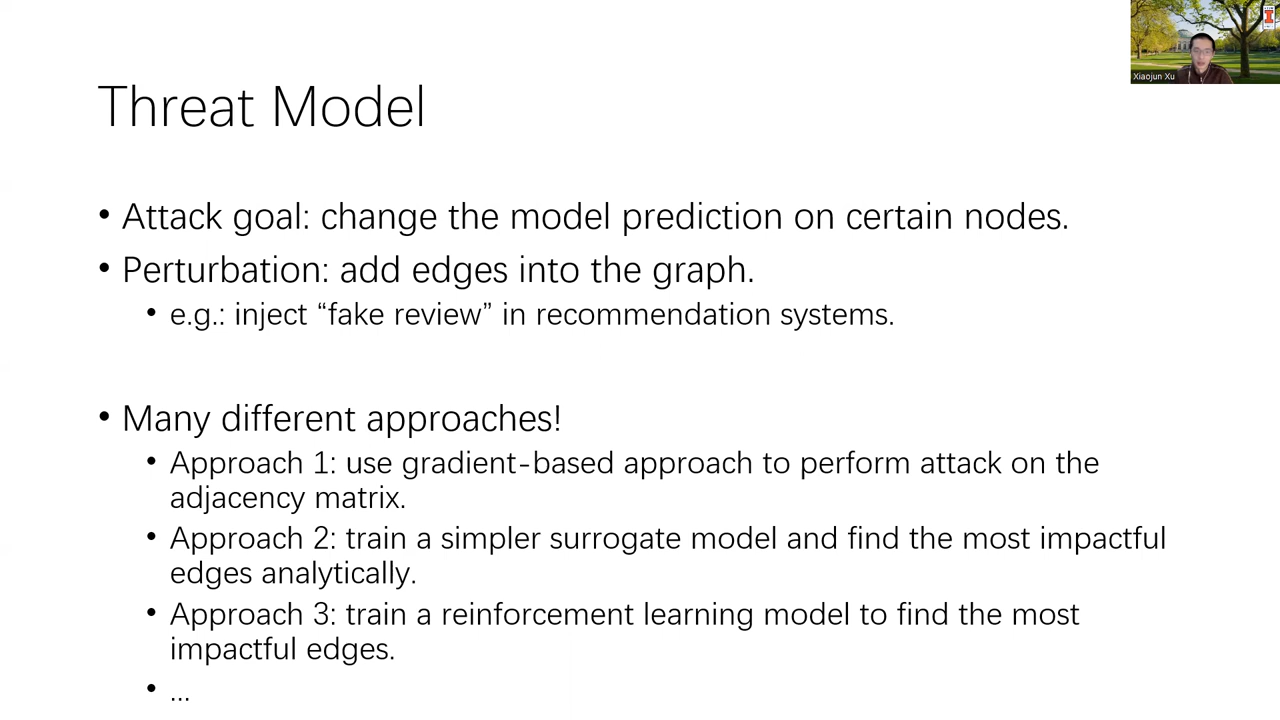 Xiaojun Xu
Threat Model
• Attack goal: change the model prediction on certain nodes.
• Perturbation: add edges into the graph.
• e.g.: inject “fake review” in recommendation systems.
• Many different approaches!
• Approach 1: use gradient-based approach to perform attack on the
adjacency matrix.
• Approach 2: train a simpler surrogate model and find the most impactful
edges analytically.
• Approach 3: train a reinforcement learning model to find the most
impactful edges.
• ...